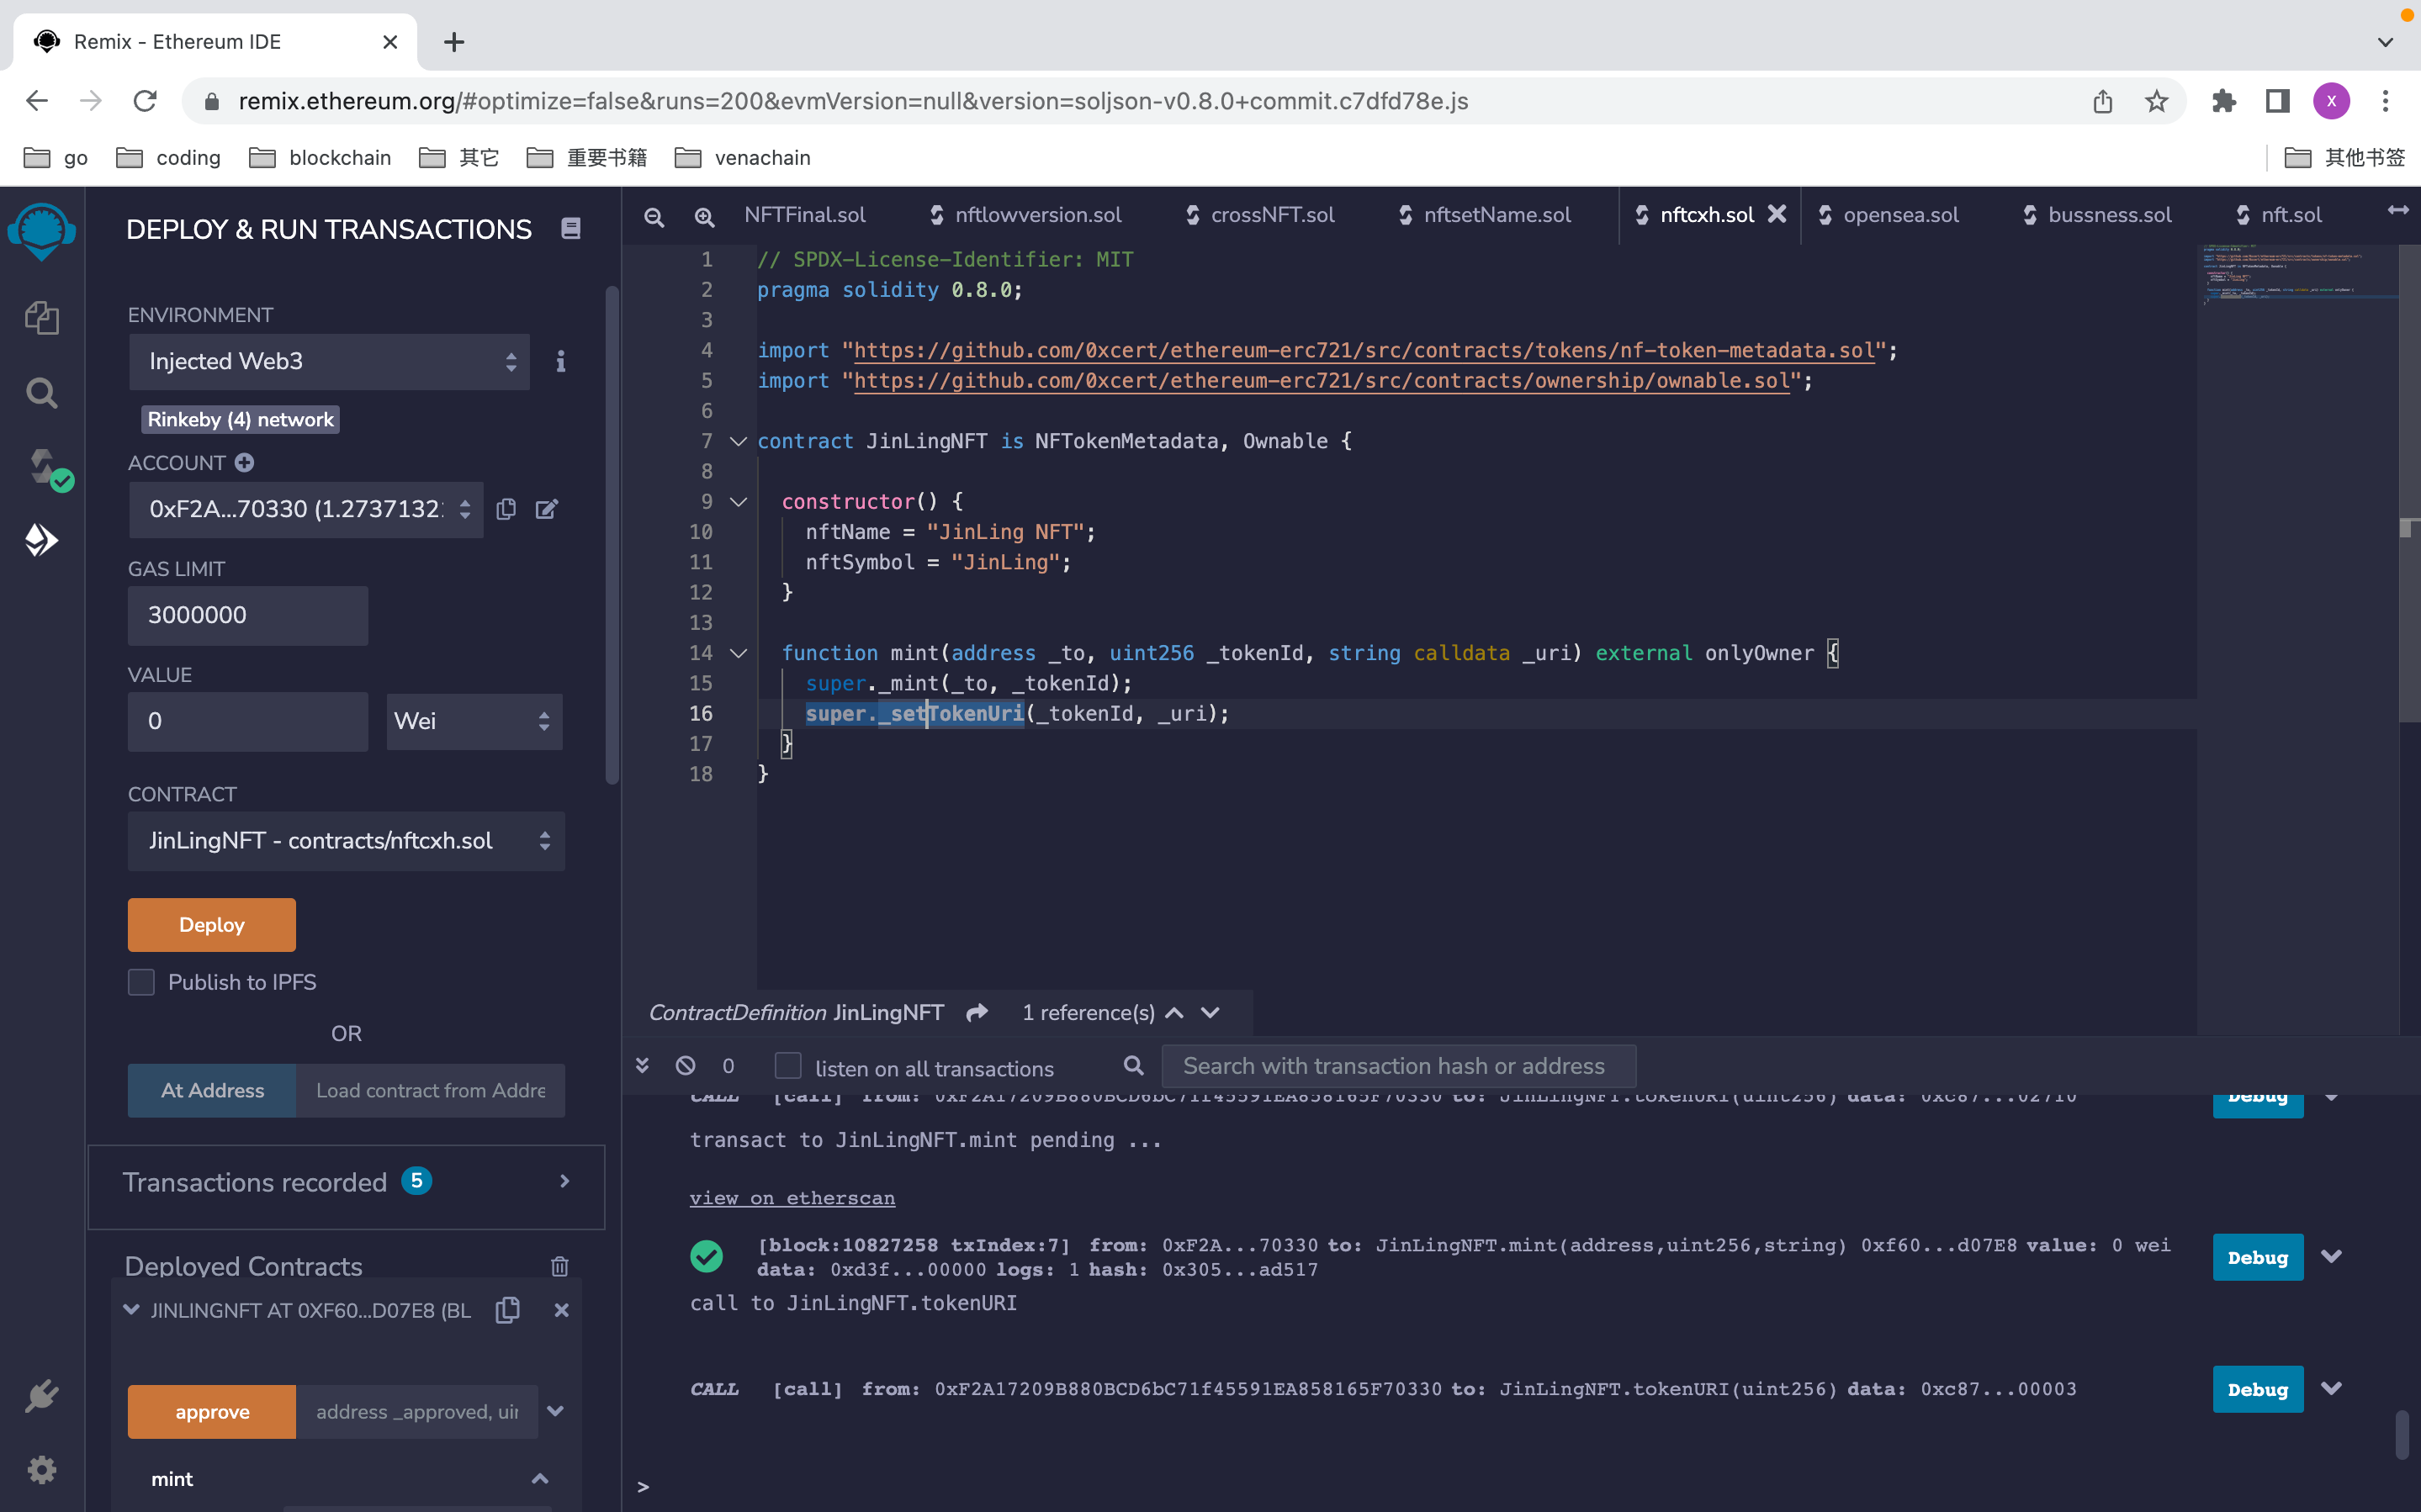 Remix - Ethereum IDE
remix.ethereum.org/#optimize=false&runs=200&evmVersion=null&version=soljson-v0.8.0+commit.c7dfd78e.js
X
go coding blockchain 其它 重要书籍 venachain 其他书签
DEPLOY & RUN TRANSACTIONS
ENVIRONMENT
Injected Web3
Rinkeby (4) network
ACCOUNT
0xF2A...70330 (1.2737132
GAS LIMIT
3000000
VALUE
0
Wei
CONTRACT
JinLingNFT - contracts/nftcxh.sol
Deploy
Publish to IPFS
OR
At Address Load contract from Addre
Transactions recorded 5
Deployed Contracts
JINLINGNFT AT 0XF60...D07E8 (BL
approve address _approved, uin
mint
NFTFinal.sol nftlowversion.sol crossNFT.sol nftsetName.sol nftcxh.sol opensea.sol bussness.sol nft.sol
1 // SPDX-License-Identifier: MIT
2 pragma solidity 0.8.0;
3
4 import "https://github.com/0xcert/ethereum-erc721/src/contracts/tokens/nf-token-metadata.sol";
5 import "https://github.com/0xcert/ethereum-erc721/src/contracts/ownership/ownable.sol";
6
7 contract JinLingNFT is NFTokenMetadata, Ownable {
8
9 constructor() {
10 nftName = "JinLing NFT";
11 nftSymbol = "JinLing";
12 }
13
14 function mint(address _to, uint256 _tokenId, string calldata _uri) external onlyOwner {
15 super._mint(_to, _tokenId);
16 super._setTokenUri(_tokenId, _uri);
17 }
18 }
ContractDefinition JinLingNFT 1 reference(s)
0 listen on all transactions Search with transaction hash or address
CALL [call] from: 0xF2A17209B880BCD6bC71f45591EA858165F70330 to: JinLingNFT.tokenURI(uint256) data: 0xc87...02710 Debug
transact to JinLingNFT.mint pending ...
view on etherscan
[block:10827258 txIndex:7] from: 0xF2A...70330 to: JinLingNFT.mint(address,uint256,string) 0xf60...d07E8 value: 0 wei
data: 0xd3f...00000 logs: 1 hash: 0x305...ad517
Debug
call to JinLingNFT.tokenURI
CALL [call] from: 0xF2A17209B880BCD6bC71f45591EA858165F70330 to: JinLingNFT.tokenURI(uint256) data: 0xc87...00003 Debug
>